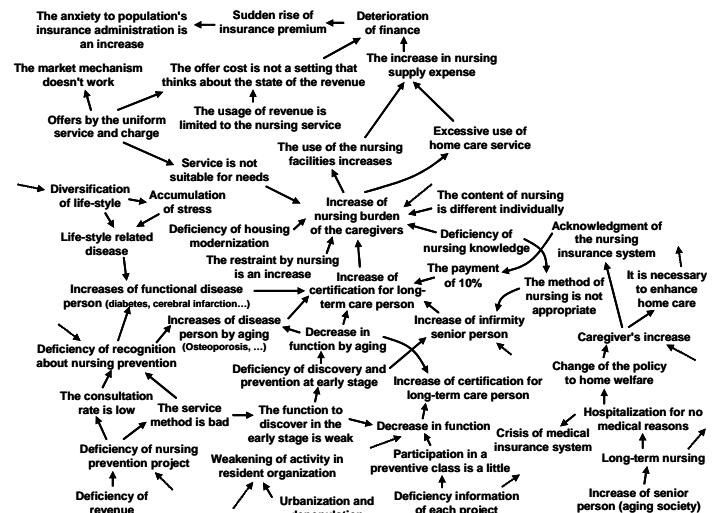 The anxiety to population's
insurance administration is
an increase
Sudden rise of
insurance premium
Deterioration
of finance
The market mechanism
doesn't work
The offer cost is not a setting that
thinks about the state of the revenue
The increase in nursing
supply expense
Offers by the uniform
service and charge
The usage of revenue is
limited to the nursing service
The use of the nursing
facilities increases
Excessive use of
home care service
Service is not
suitable for needs
Diversification
of life-style
Accumulation
of stress
Increase of
nursing burden
of the caregivers
The content of nursing
is different individually
Life-style related
disease
Deficiency of housing
modernization
Deficiency of
nursing knowledge
Acknowledgment of
the nursing
insurance system
The restraint by nursing
is an increase
The payment
of 10%
The method of
nursing is not
appropriate
It is necessary
to enhance
home care
Increases of functional disease
person (diabetes, cerebral infarction…)
Increase of
certification for long-
term care person
Increases of disease
person by aging
(Osteoporosis, …)
Decrease in
function by aging
Increase of infirmity
senior person
Caregiver's increase
Deficiency of recognition
about nursing prevention
Deficiency of discovery and
prevention at early stage
Change of the policy
to home welfare
The consultation
rate is low
The service
method is bad
The function to
discover in the
early stage is weak
Increase of certification for
long-term care person
Decrease in function
Hospitalization for no
medical reasons
Crisis of medical
insurance system
Deficiency of nursing
prevention project
Weakening of activity in
resident organization
Participation in a
preventive class is a little
Long-term nursing
Deficiency of
revenue
Urbanization and
Deficiency information
of each project
Increase of senior
person (aging society)